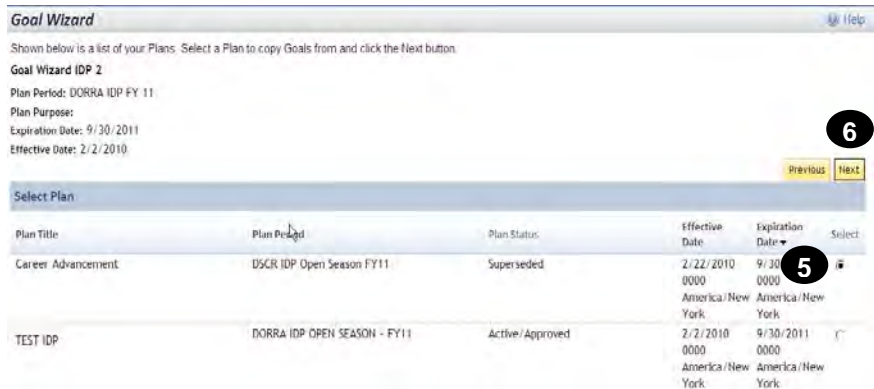 Goal Wizard
Help
Shown below is a list of your Plans. Select a Plan to copy Goals from and click the Next button.
Goal Wizard IDP 2
Plan Period: DORRA IDP FY 11
Plan Purpose:
Expiration Date: 9/30/2011
Effective Date: 2/2/2010
6
Previous Next
Select Plan
Plan Title Plan Period Plan Status Effective Date Expiration Date Select
Career Advancement DSCR IDP Open Season FY11 Superseded 2/22/2010 9/30 5
0000 0000
America/New America/New
York York
TEST IDP DORRA IDP OPEN SEASON - FY11 Active/Approved 2/2/2010 9/30/2011
0000 0000
America/New America/New
York York